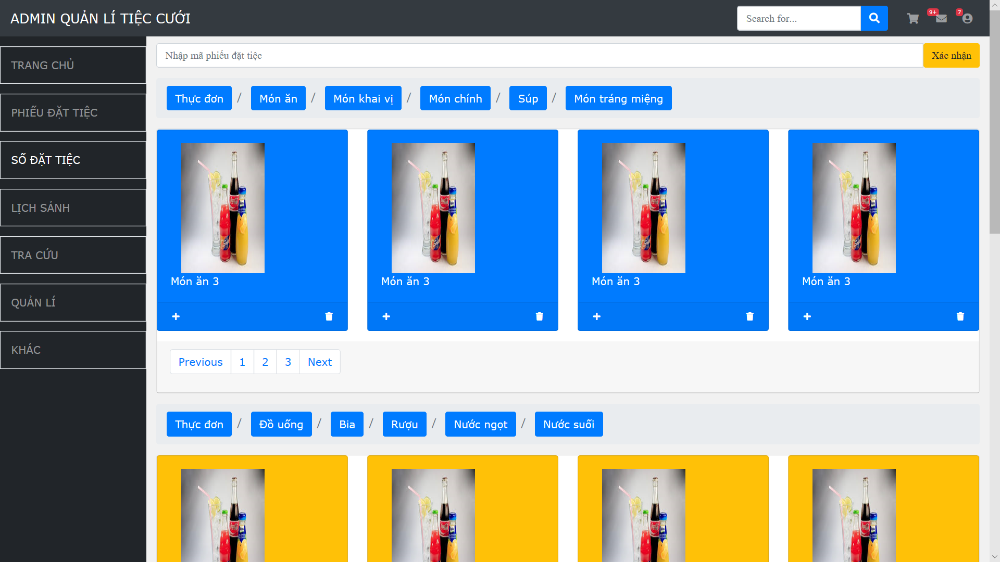 ADMIN QUẢN LÍ TIỆC CƯỚI
Search for...
9+
7
TRANG CHỦ
PHIẾU ĐẶT TIỆC
SỐ ĐẶT TIỆC
LỊCH SẢNH
TRA CỨU
QUẢN LÍ
KHÁC
Nhập mã phiếu đặt tiệc
Xác nhận
Thực đơn / Món ăn / Món khai vị / Món chính / Súp / Món tráng miệng
Món ăn 3
Món ăn 3
Món ăn 3
Món ăn 3
Previous 1 2 3 Next
Thực đơn / Đồ uống / Bia / Rượu / Nước ngọt / Nước suối